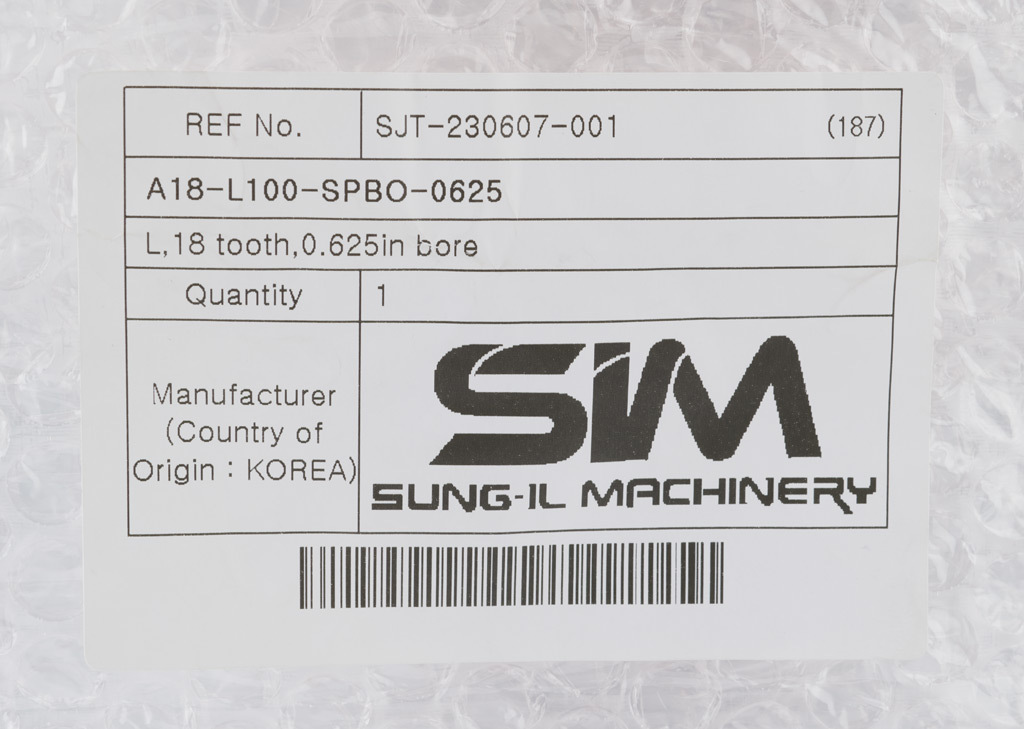 REF No. SJT-230607-001 (187)
A18-L100-SPBO-0625
L,18 tooth,0.625in bore
Quantity 1
Manufacturer
(Country of
Origin : KOREA)
SIM
SUNG-IL MACHINERY